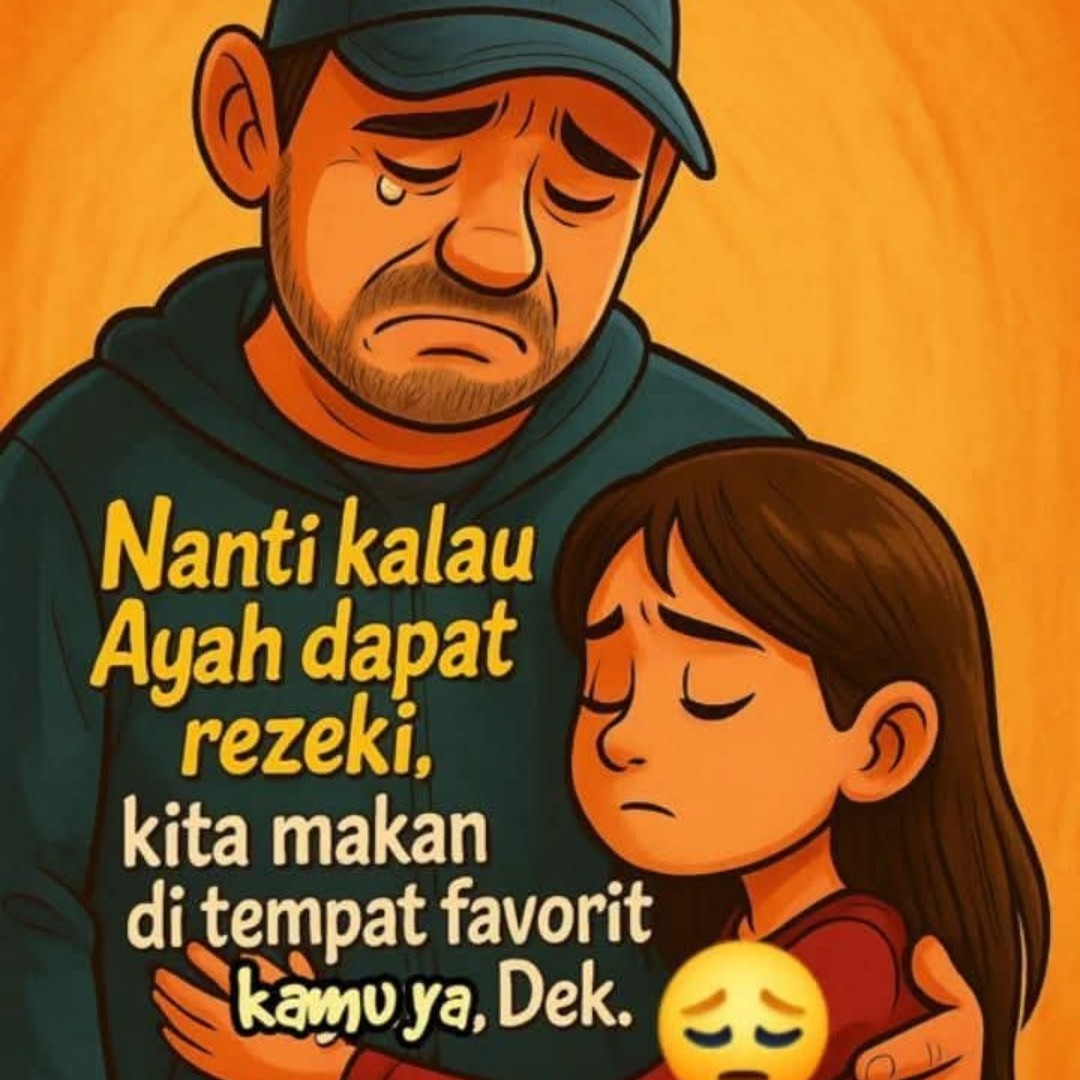 Nanti kalau
Ayah dapat
rezeki,
kita makan
di tempat favorit
kamu ya, Dek.